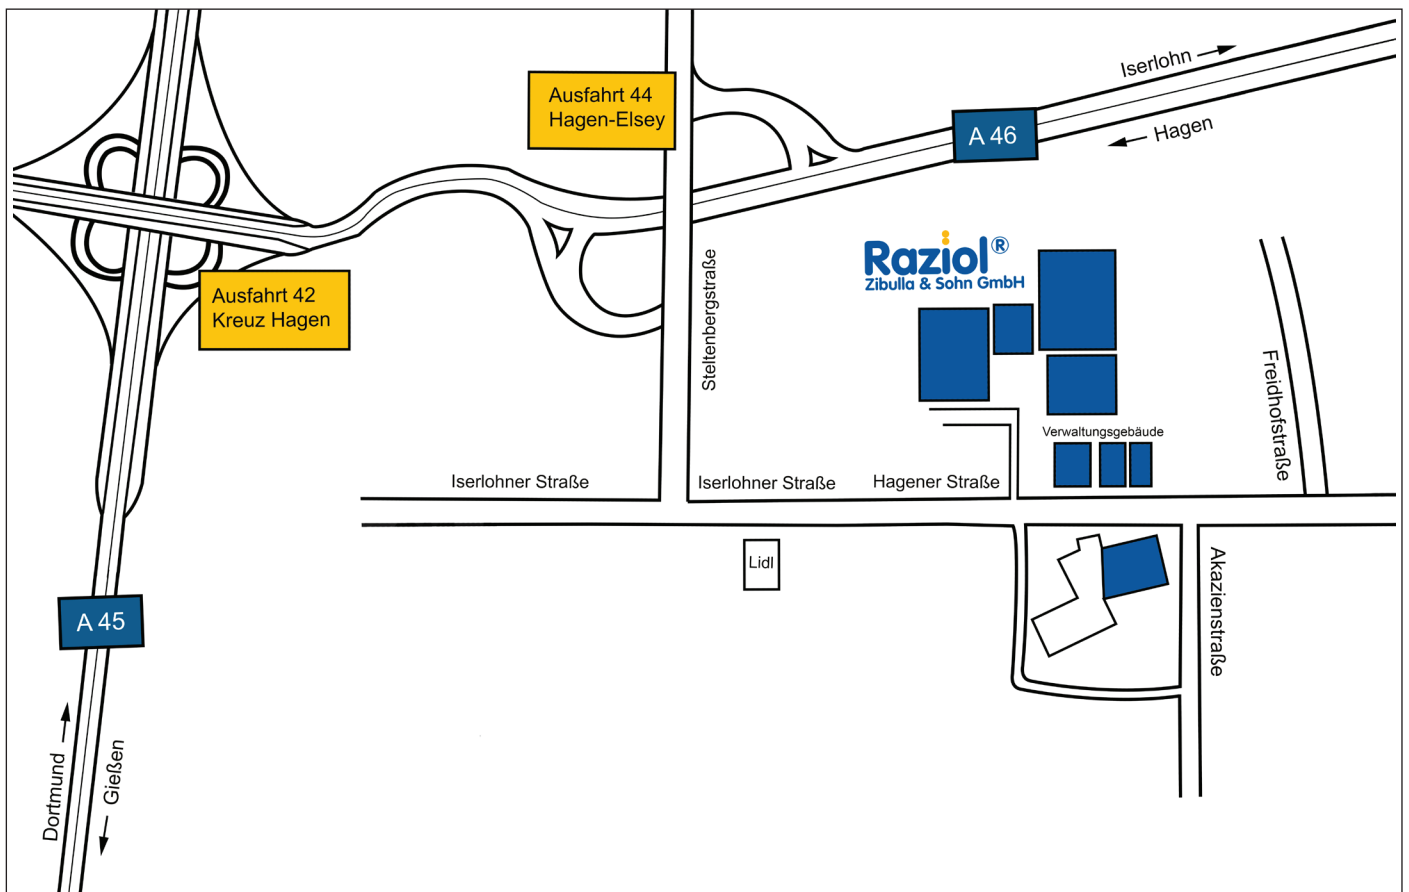 Iserlohn
Ausfahrt 44
Hagen-Elsey
A 46
Hagen
Raziol®
Zibulla & Sohn GmbH
Ausfahrt 42
Kreuz Hagen
Steltenbergstraße
Freidhofstraße
Verwaltungsgebäude
Iserlohner Straße
Iserlohner Straße
Hagener Straße
Lidl
Akazienstraße
A 45
Dortmund
Gießen